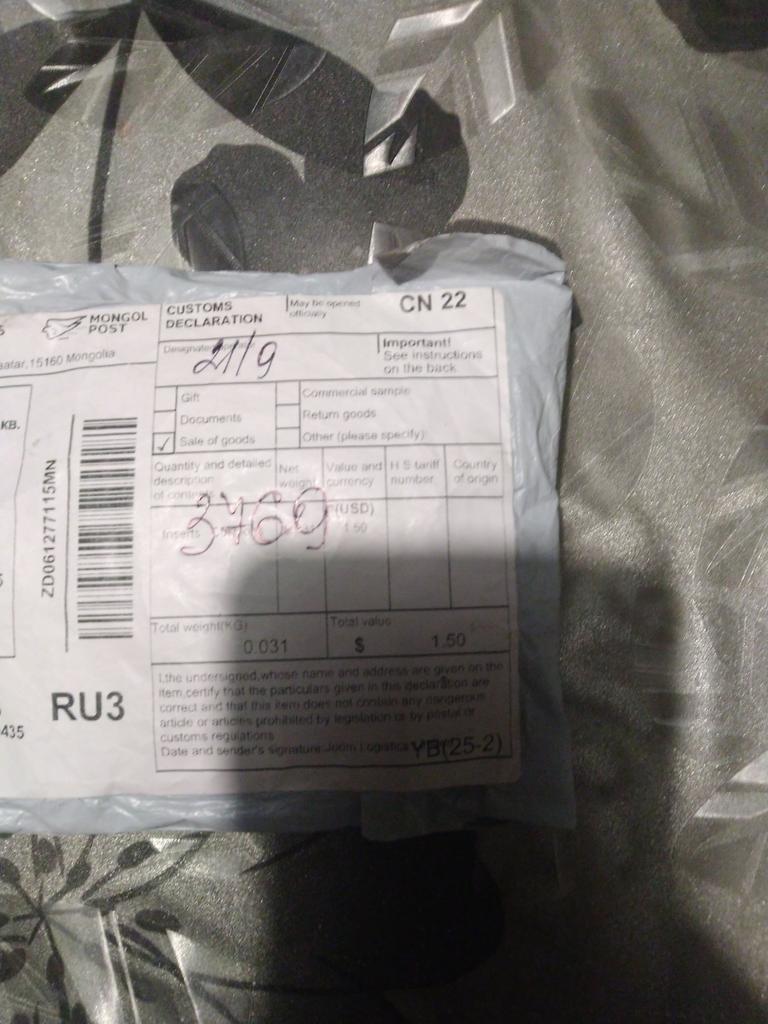 MONGOL
POST
CUSTOMS
DECLARATION
May be opened
officially
CN 22
aatar, 15160 Mongolia
Designated
21/9
Important!
See instructions
on the back
KB.
Gift
Commercial sample
Documents
Return goods
✓ Sale of goods
Other (please specify)
Quantity and detailed
description
of contents
Net
weight
Value and
currency
H S tariff
number
Country
of origin
(USD)
Inserts
3469
1.50
ZD061277115MN
Total weight(KG)
0.031
Total value
$ 1.50
RU3
435
I,the undersigned,whose name and address are given on the
item,certify that the particulars given in this declaration are
correct and that this item does not contain any dangerous
article or articles prohibited by legislation or by postal or
customs regulations
Date and sender's signature:Joom Logistics YB(25-2)